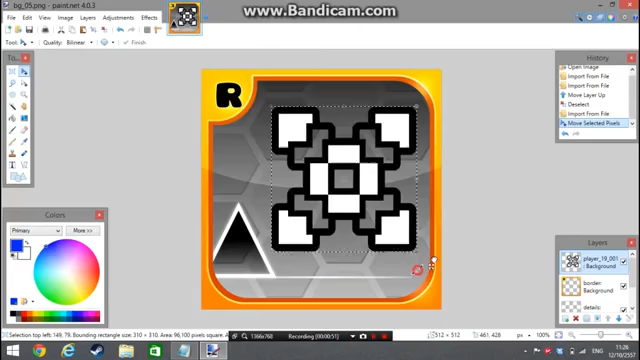 bg_05.png - paint.net 4.0.3
www.Bandicam.com
File Edit View Image Layers Adjustments Effects
Tool: Quality: Bilinear Finish
To...
History
Open Image
Import From File
Import From File
Move Layer Up
Deselect
Import From File
Move Selected Pixels
R
Colors
Primary
More >>
Layers
player_19_001
Background
border:
Background
details:
Selection top left: 149, 79. Bounding rectangle size: 310 × 310. Area: 96,100 pixels square
1366x768
Recording [00:00:51]
512 × 512
461, 428
px
100%
ENG
11:28
12/10/2557